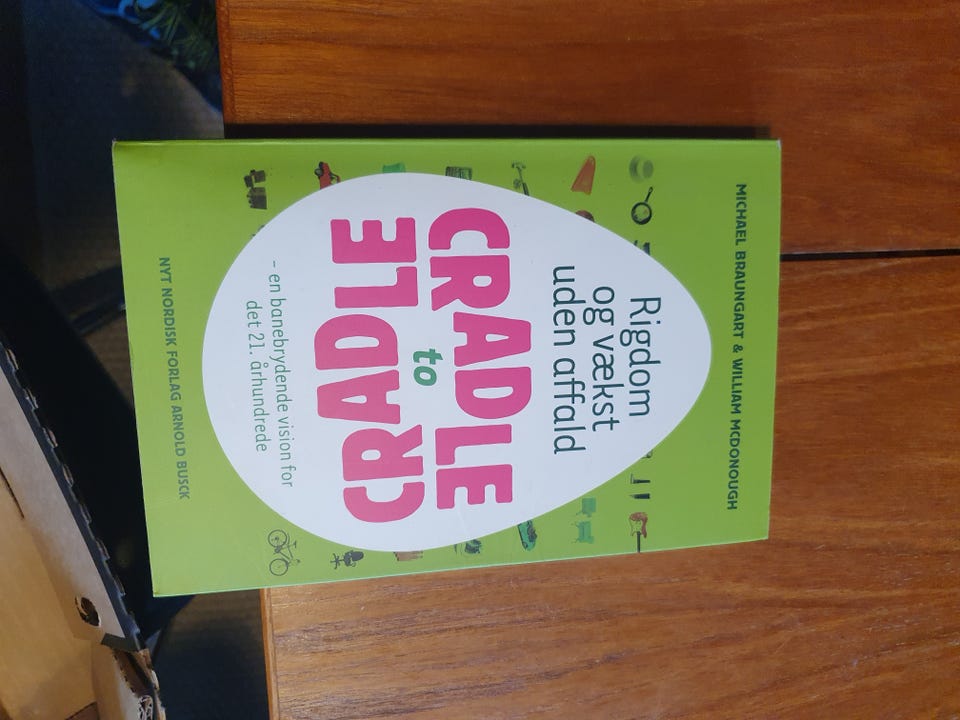 MICHAEL BRAUNGART & WILLIAM MCDONOUGH
Rigdom
og vækst
uden affald
CRADLE
to
CRADLE
– en banebrydende vision for
det 21. århundrede
NYT NORDISK FORLAG ARNOLD BUSCK